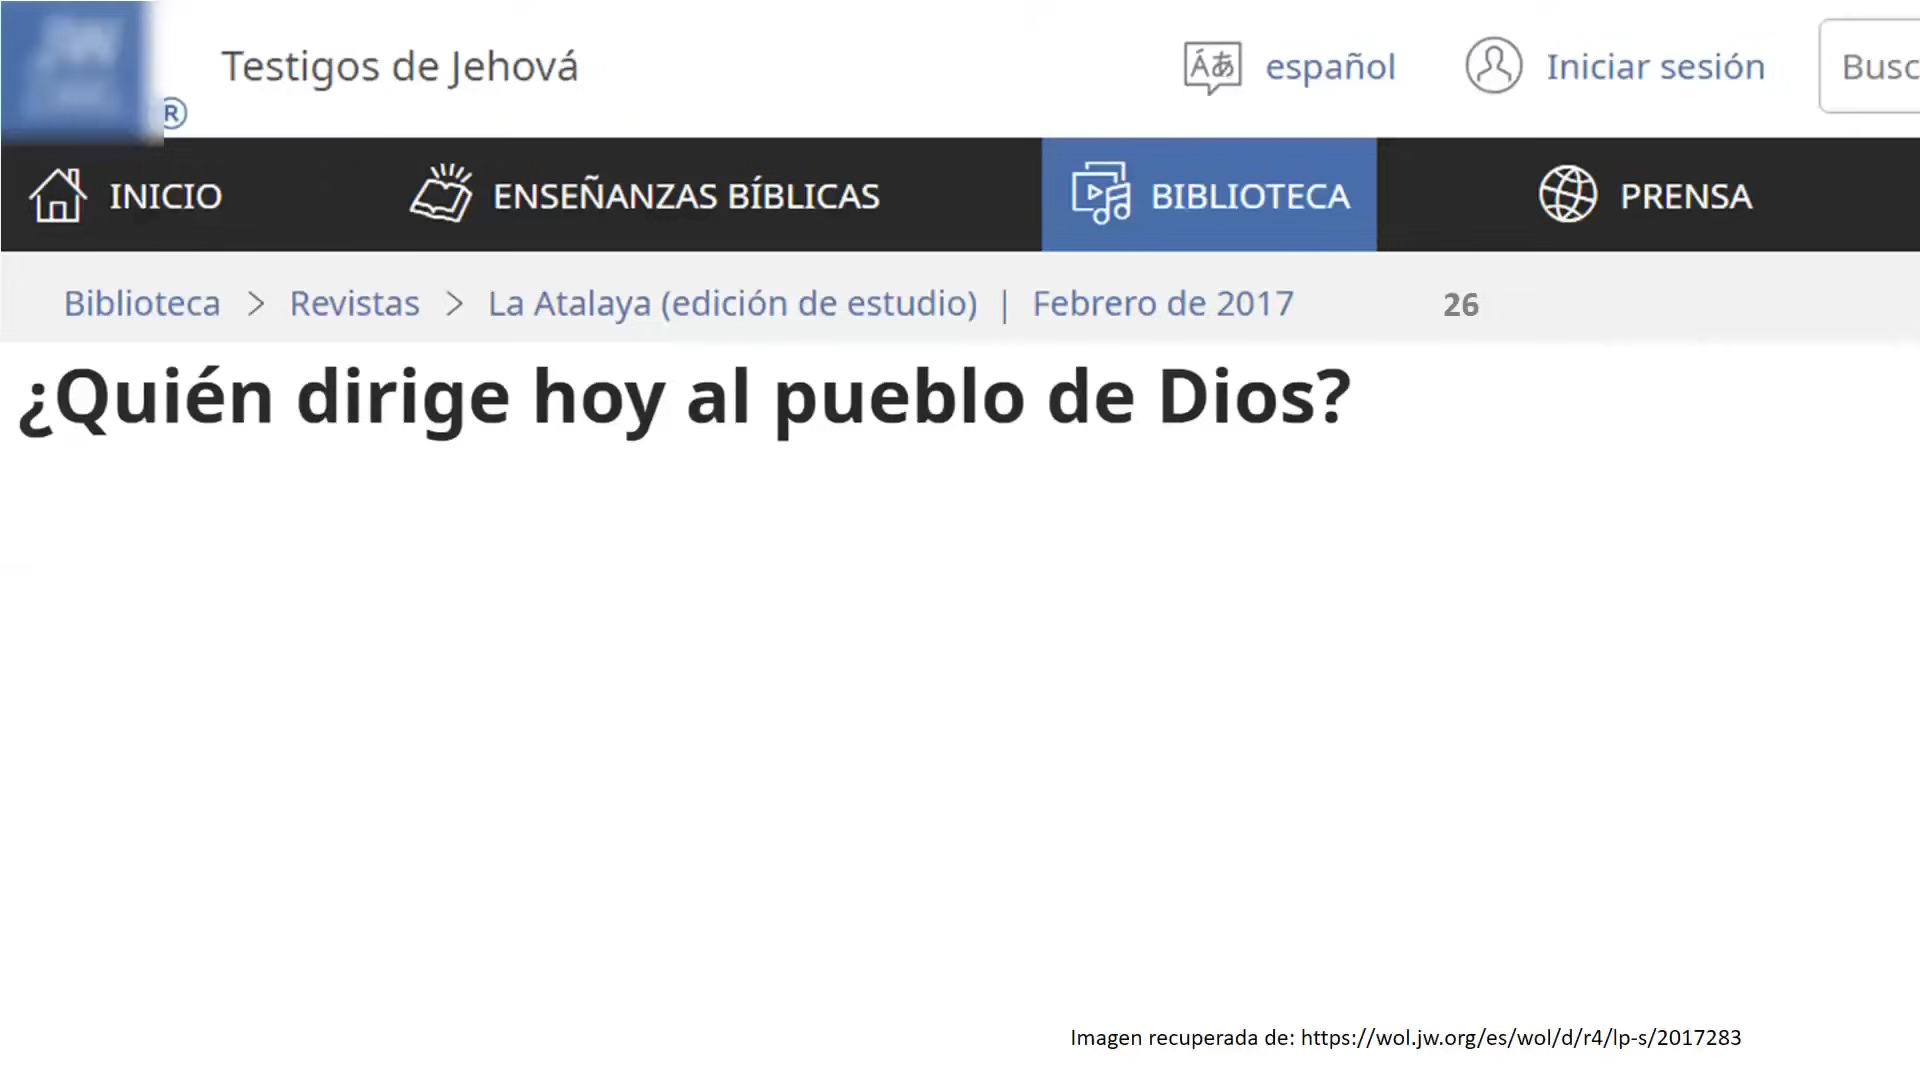 Testigos de Jehová
Áあ español
Iniciar sesión
Busc
®
INICIO
ENSEÑANZAS BÍBLICAS
BIBLIOTECA
PRENSA
Biblioteca > Revistas > La Atalaya (edición de estudio) | Febrero de 2017 26
¿Quién dirige hoy al pueblo de Dios?
Imagen recuperada de: https://wol.jw.org/es/wol/d/r4/lp-s/2017283